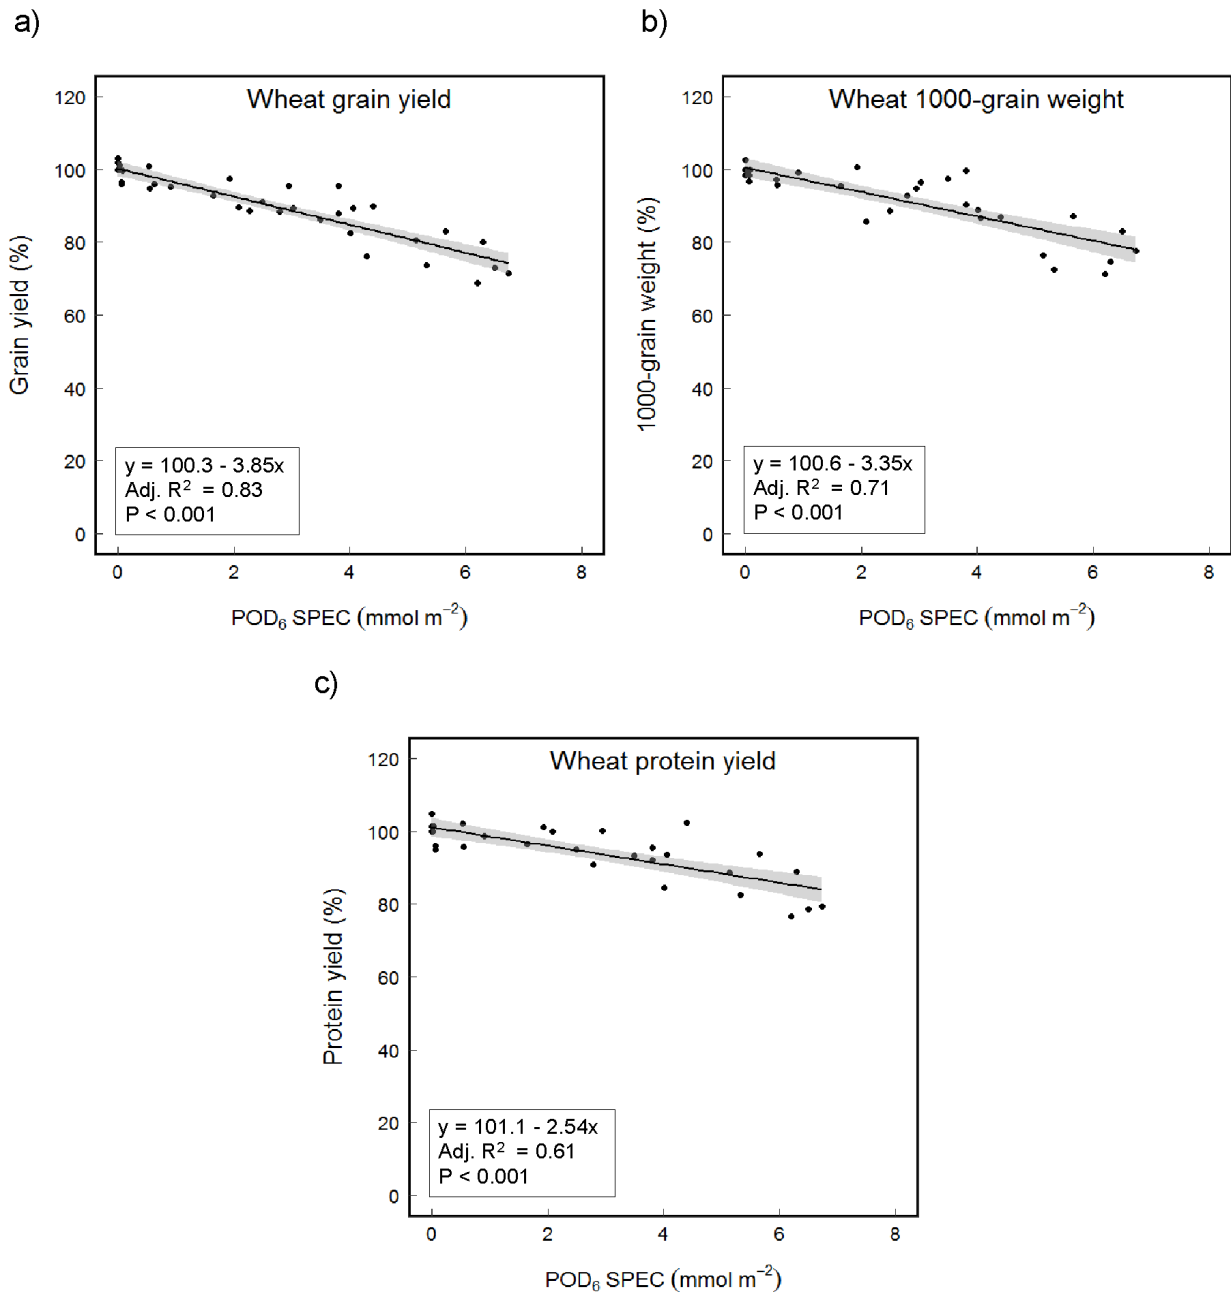 a)
Wheat grain yield
120
100
80
60
40
20
0
Grain yield (%)
y = 100.3 - 3.85x
Adj. R² = 0.83
P < 0.001
0 2 4 6 8
POD₆ SPEC (mmol m⁻²)
b)
Wheat 1000-grain weight
120
100
80
60
40
20
0
1000-grain weight (%)
y = 100.6 - 3.35x
Adj. R² = 0.71
P < 0.001
0 2 4 6 8
POD₆ SPEC (mmol m⁻²)
c)
Wheat protein yield
120
100
80
60
40
20
0
Protein yield (%)
y = 101.1 - 2.54x
Adj. R² = 0.61
P < 0.001
0 2 4 6 8
POD₆ SPEC (mmol m⁻²)